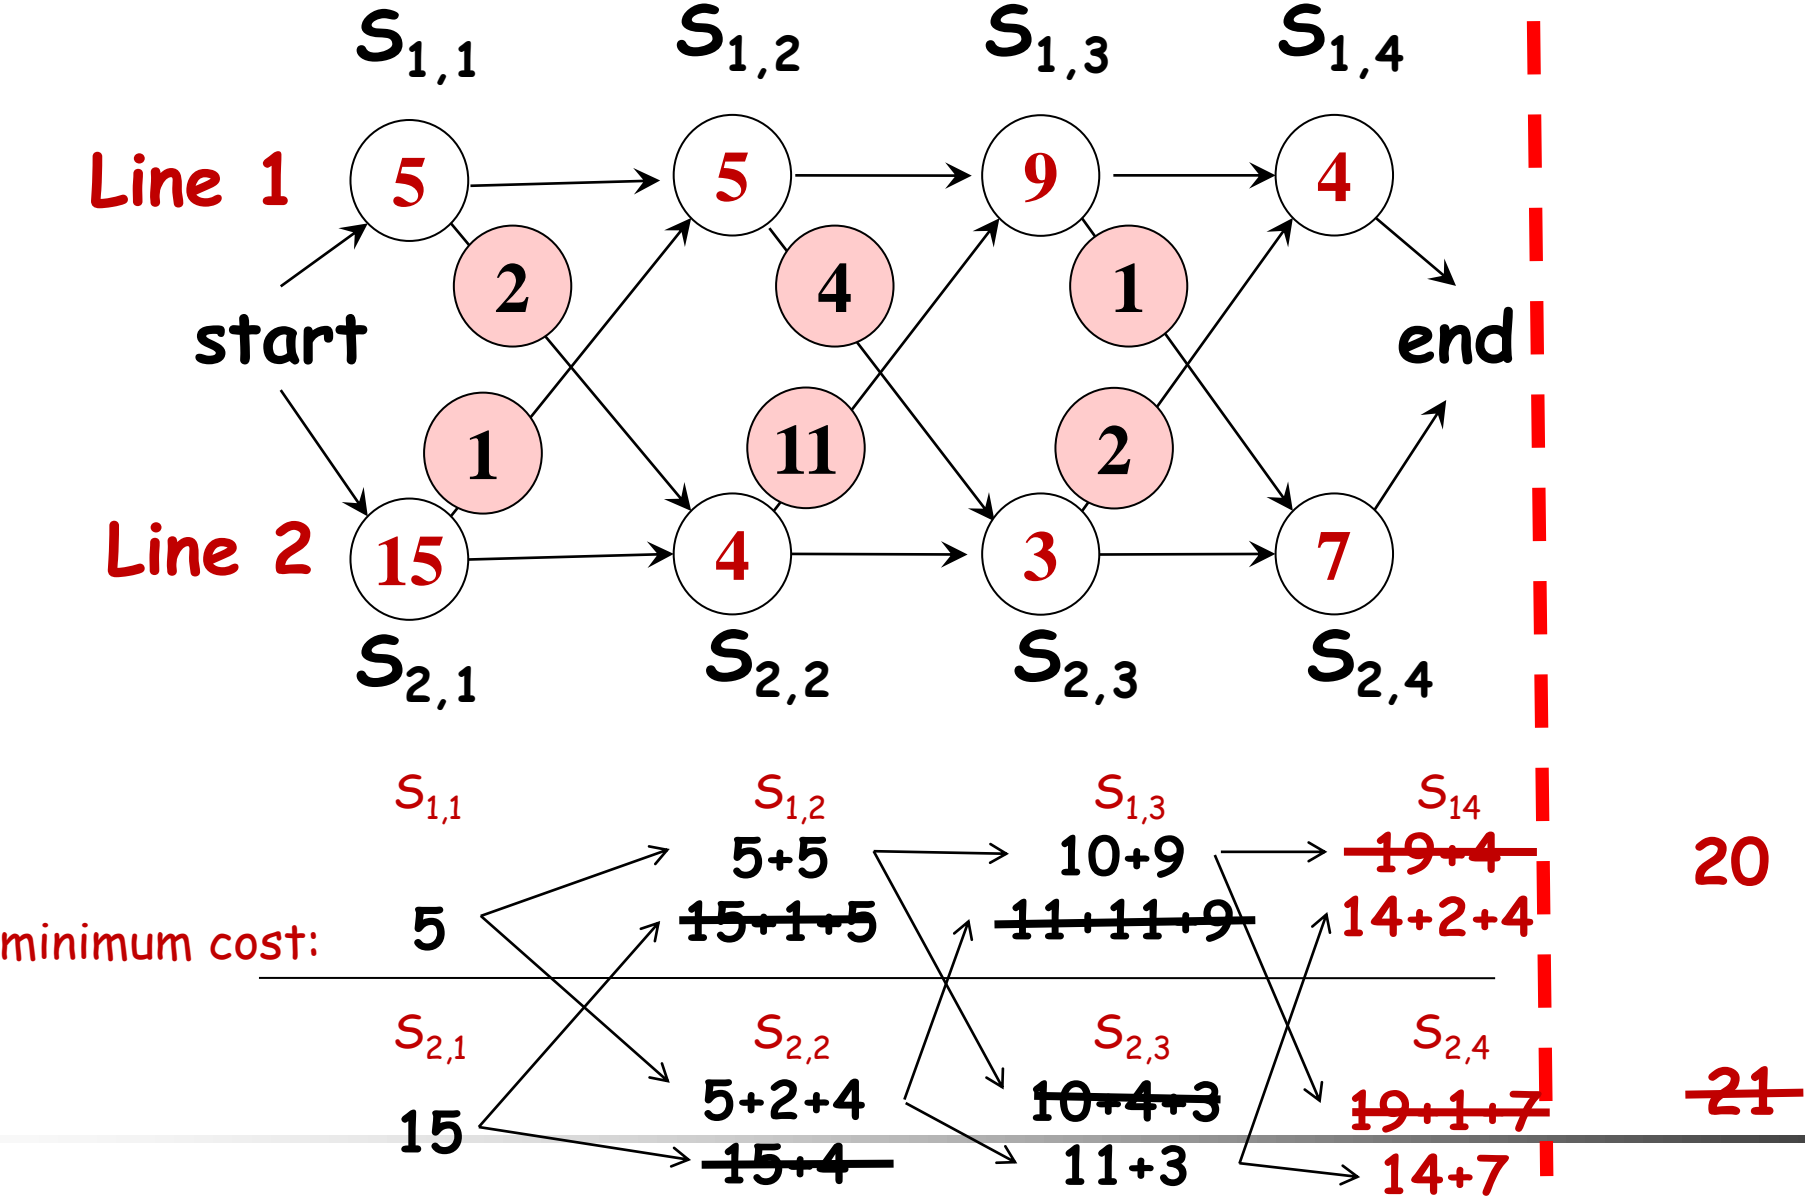 S1,1 S1,2 S1,3 S1,4
Line 1 5 5 9 4
2 4 1
start end
1 11 2
Line 2 15 4 3 7
S2,1 S2,2 S2,3 S2,4
S1,1 S1,2 S1,3 S14
5+5 10+9 19+4 20
5 15+1+5 11+11+9 14+2+4
minimum cost:
S2,1 S2,2 S2,3 S2,4
5+2+4 10+4+3 19+1+7 21
15 15+4 11+3 14+7